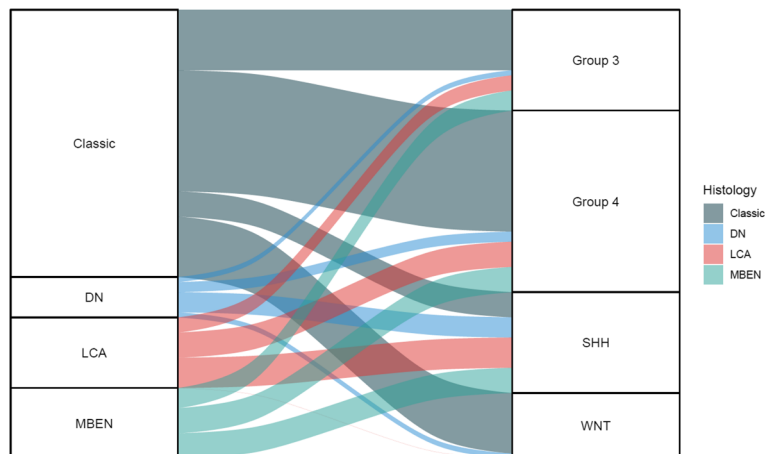 Classic
DN
LCA
MBEN
Group 3
Group 4
SHH
WNT
Histology
Classic
DN
LCA
MBEN